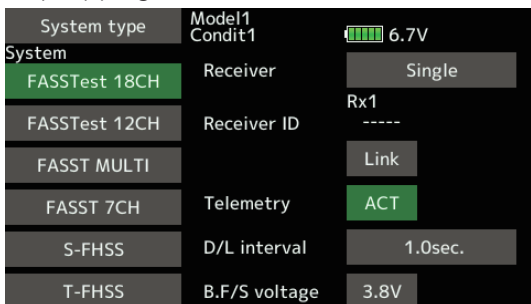 System type
Model1
Condit1
6.7V
System
FASSTest 18CH
Receiver
Single
Rx1
FASSTest 12CH
Receiver ID
-----
FASST MULTI
Link
FASST 7CH
Telemetry
ACT
S-FHSS
D/L interval
1.0sec.
T-FHSS
B.F/S voltage
3.8V